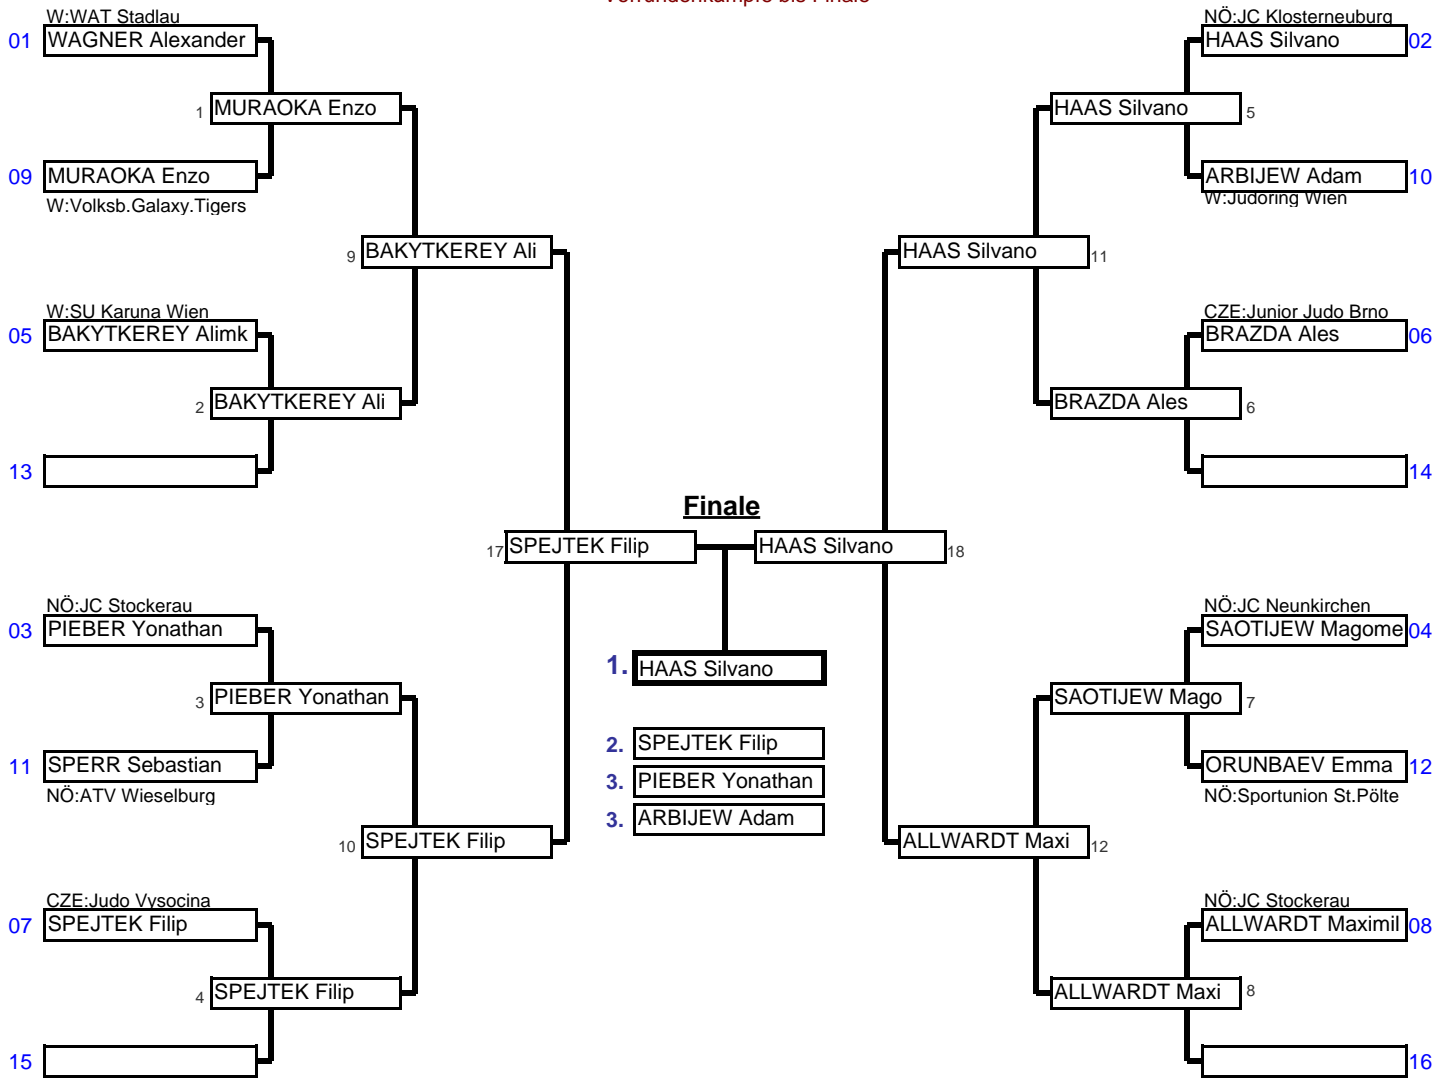 Vorrundenkämpfe bis Finale
W:WAT Stadlau
01 WAGNER Alexander
1 MURAOKA Enzo
09 MURAOKA Enzo
W:Volksb.Galaxy.Tigers
9 BAKYTKEREY Ali
W:SU Karuna Wien
05 BAKYTKEREY Alimk
2 BAKYTKEREY Ali
13
17 SPEJTEK Filip
NÖ:JC Stockerau
03 PIEBER Yonathan
3 PIEBER Yonathan
11 SPERR Sebastian
NÖ:ATV Wieselburg
10 SPEJTEK Filip
CZE:Judo Vysocina
07 SPEJTEK Filip
4 SPEJTEK Filip
15
Finale
1. HAAS Silvano
2. SPEJTEK Filip
3. PIEBER Yonathan
3. ARBIJEW Adam
NÖ:JC Klosterneuburg
HAAS Silvano 02
HAAS Silvano 5
ARBIJEW Adam 10
W:Judoring Wien
HAAS Silvano 11
CZE:Junior Judo Brno
BRAZDA Ales 06
BRAZDA Ales 6
14
HAAS Silvano 18
NÖ:JC Neunkirchen
SAOTIJEW Magome 04
SAOTIJEW Mago 7
ORUNBAEV Emma 12
NÖ:Sportunion St.Pölte
ALLWARDT Maxi 12
NÖ:JC Stockerau
ALLWARDT Maximil 08
ALLWARDT Maxi 8
16